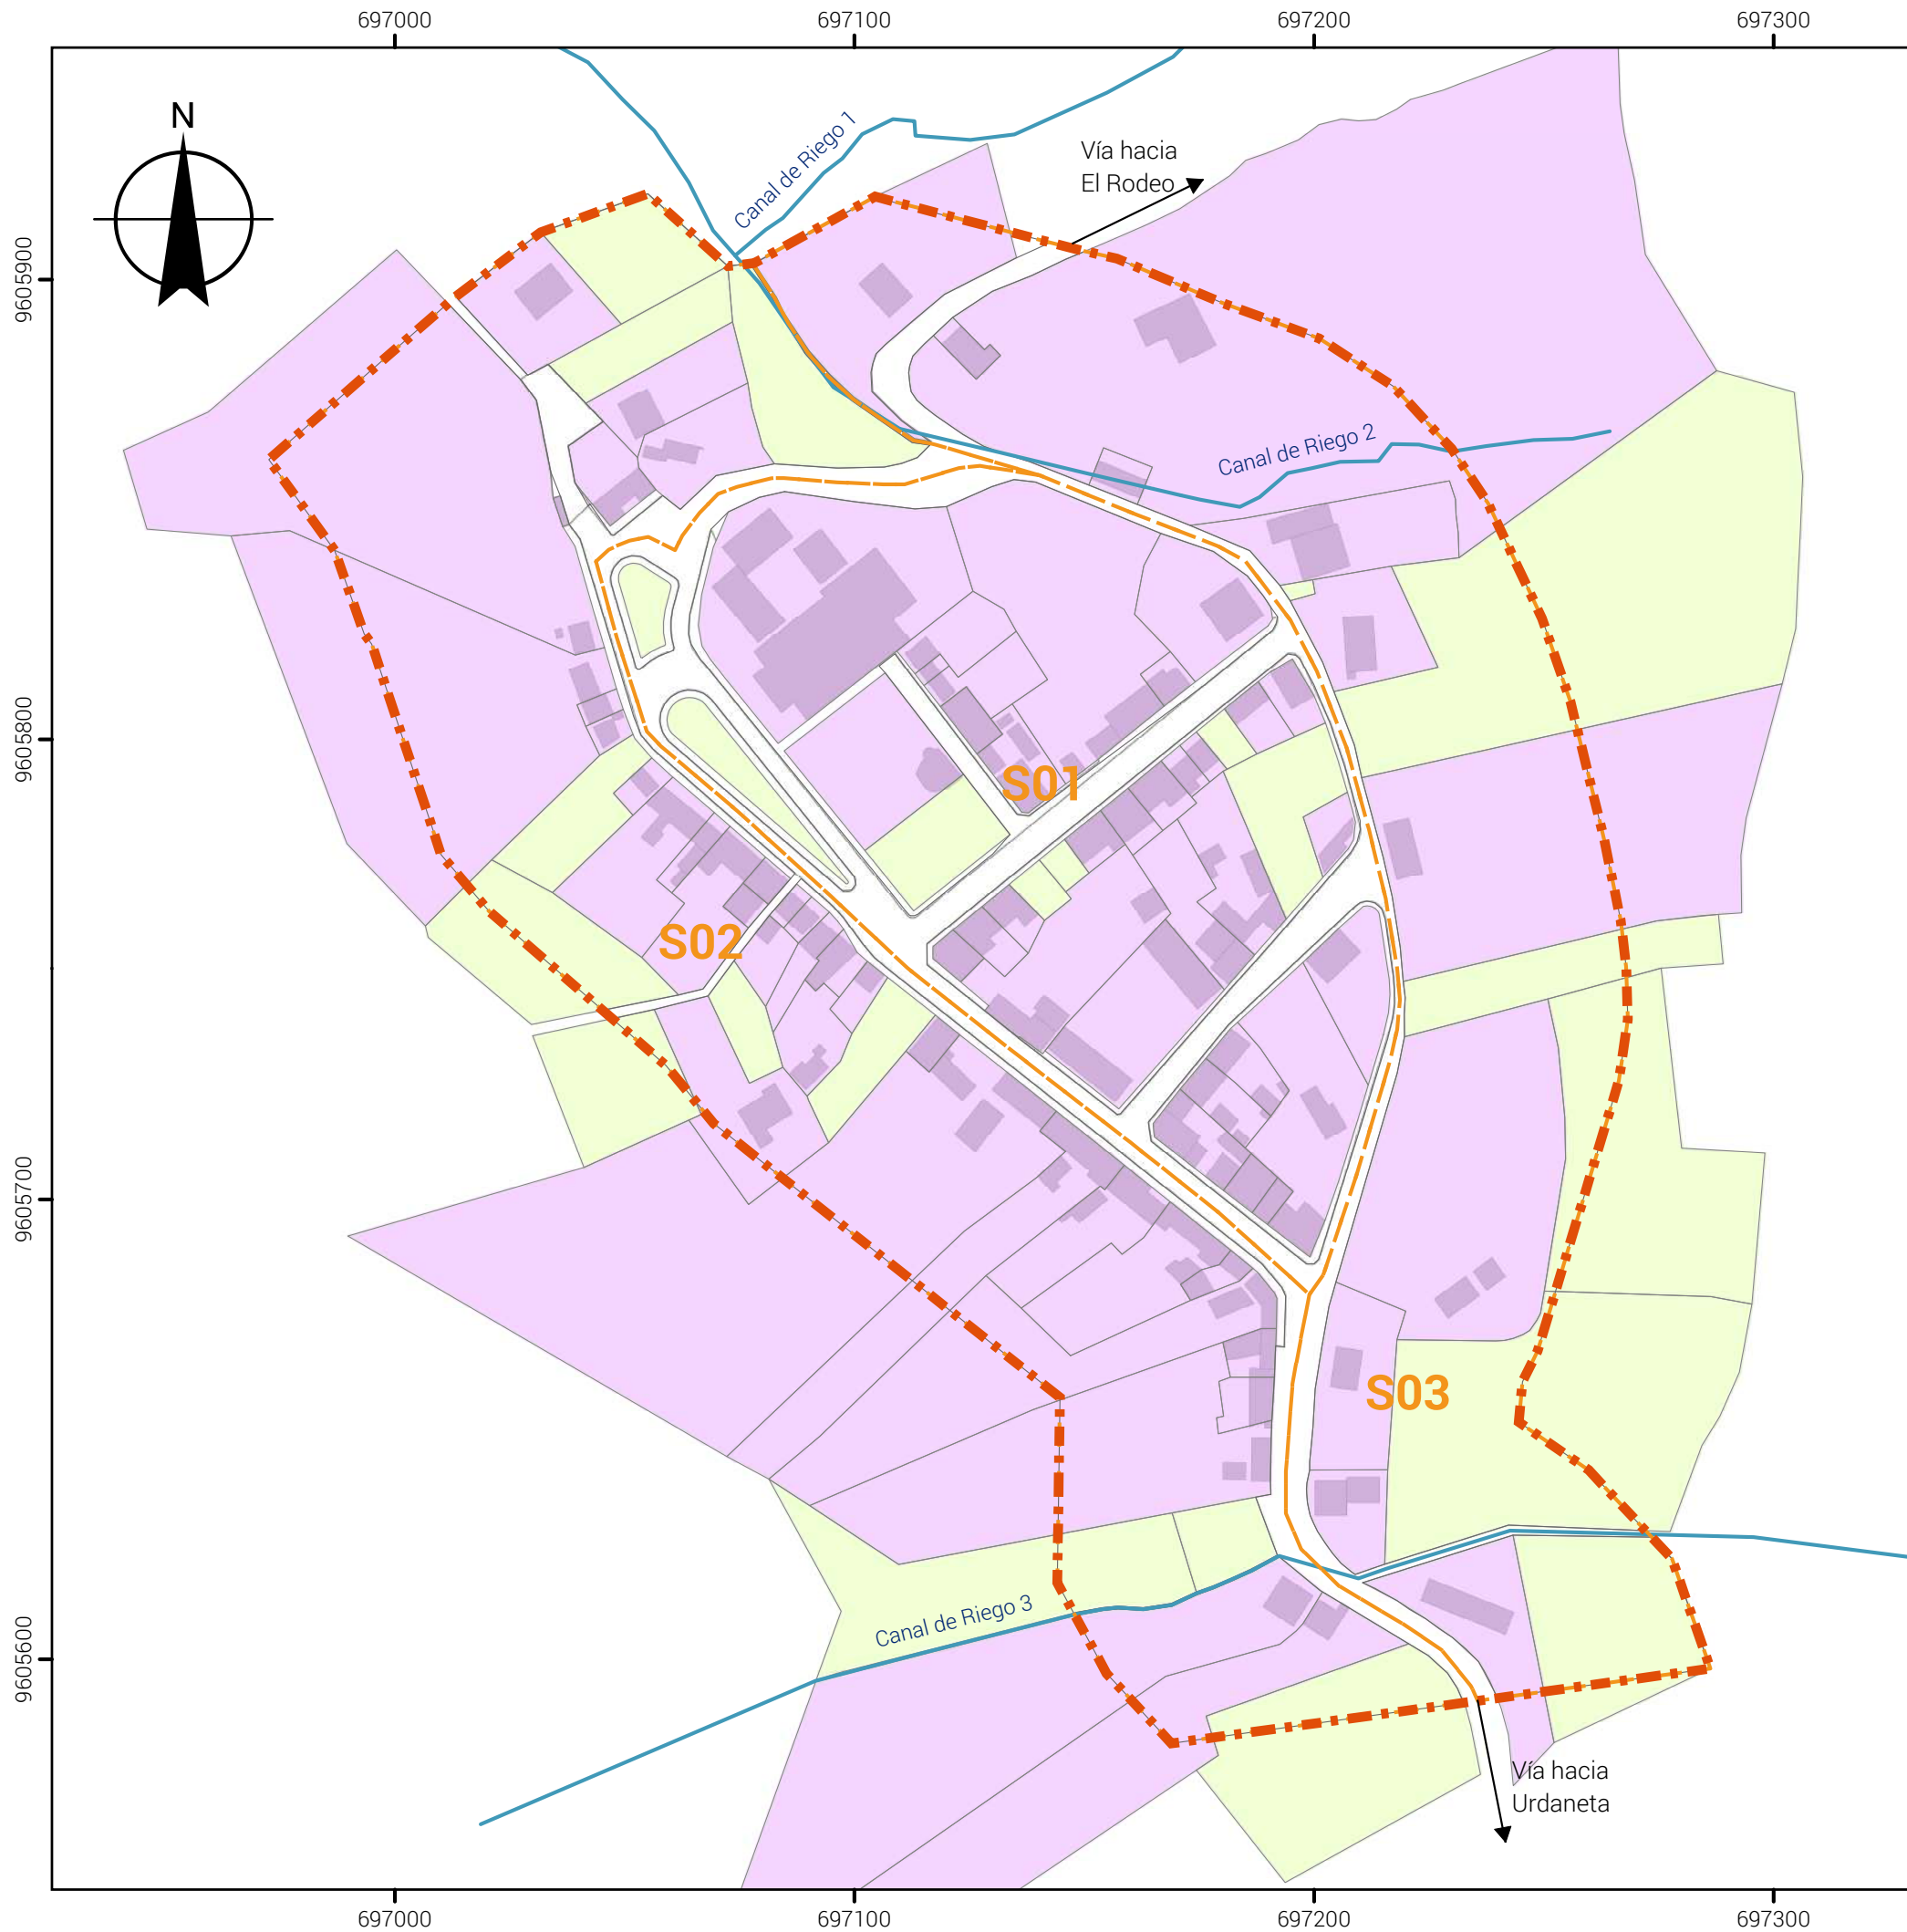 697000
697100
697200
697300
N
Canal de Riego 1
Vía hacia
El Rodeo
9605900
Canal de Riego 2
9605800
S01
S02
9605700
S03
9605600
Canal de Riego 3
Vía hacia
Urdaneta
697000
697100
697200
697300